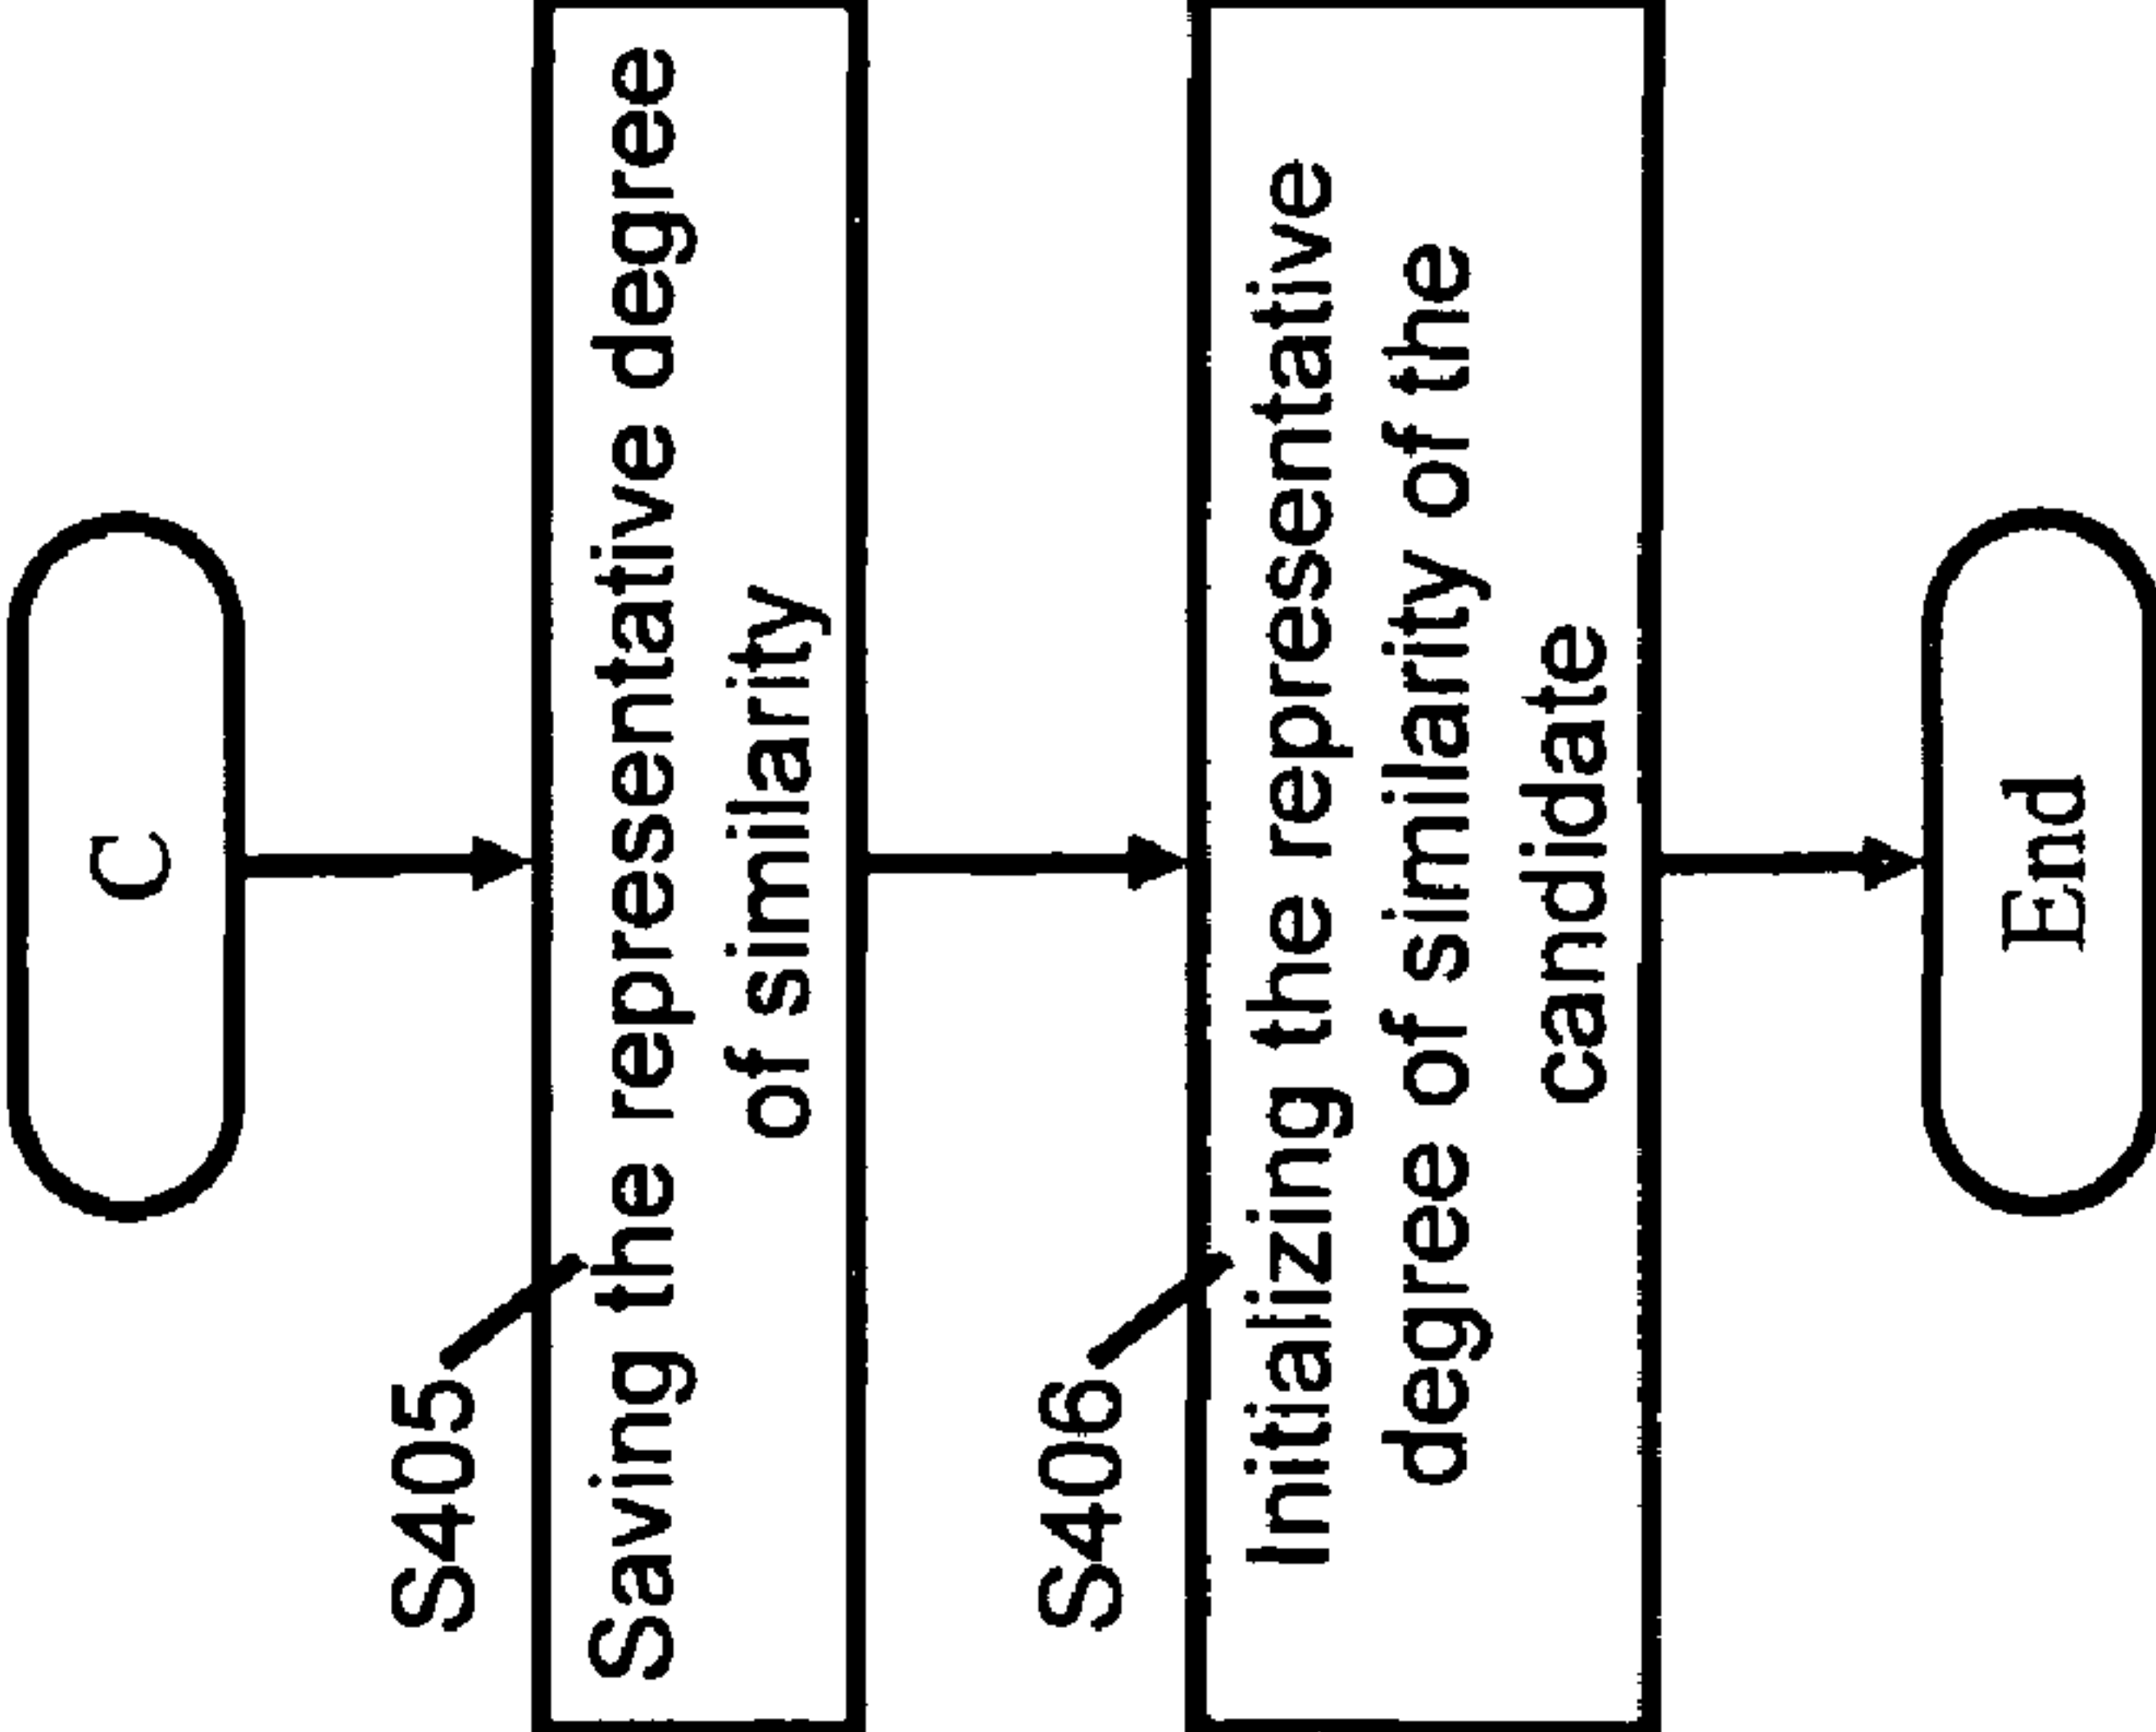 C
S405
Saving the representative degree
of similarity
S406
Initializing the representative
degree of similarity of the
candidate
End